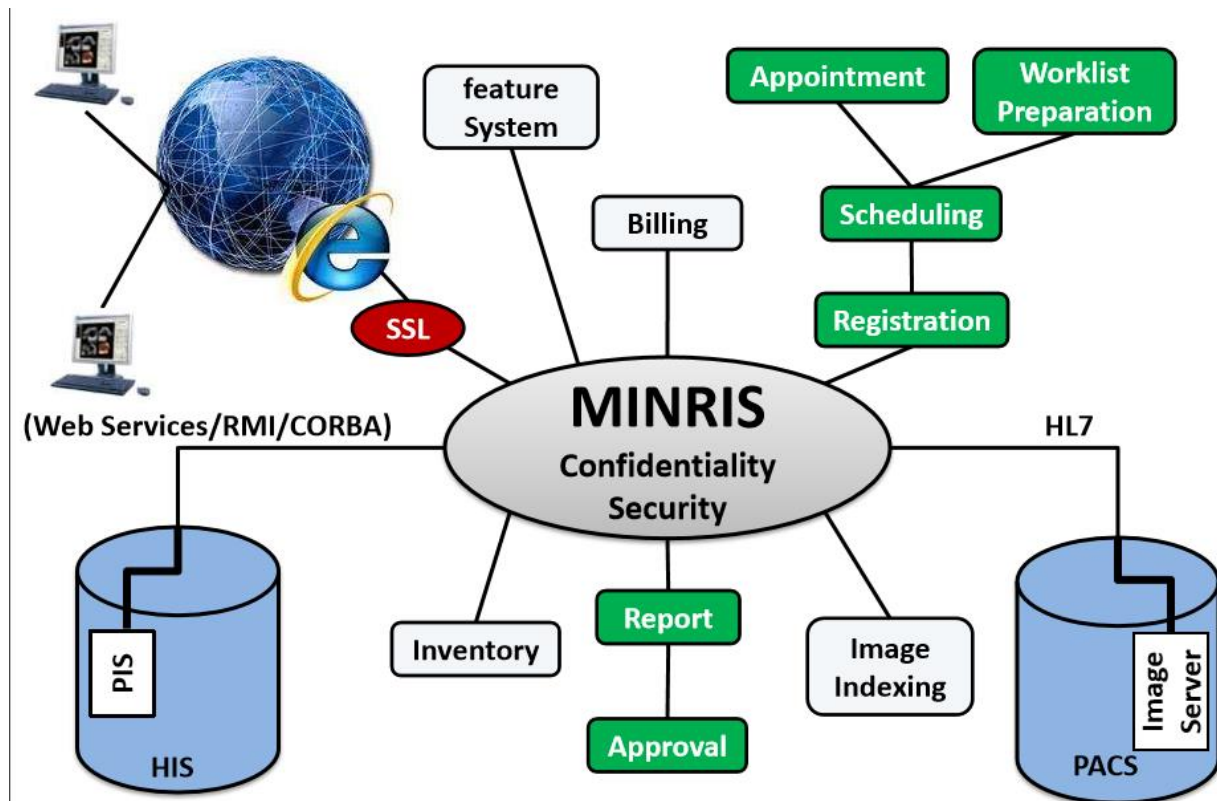 feature
System
Appointment
Worklist
Preparation
Billing
Scheduling
SSL
Registration
MINRIS
Confidentiality
Security
(Web Services/RMI/CORBA)
HL7
PIS
HIS
Inventory
Report
Approval
Image
Indexing
Image
Server
PACS